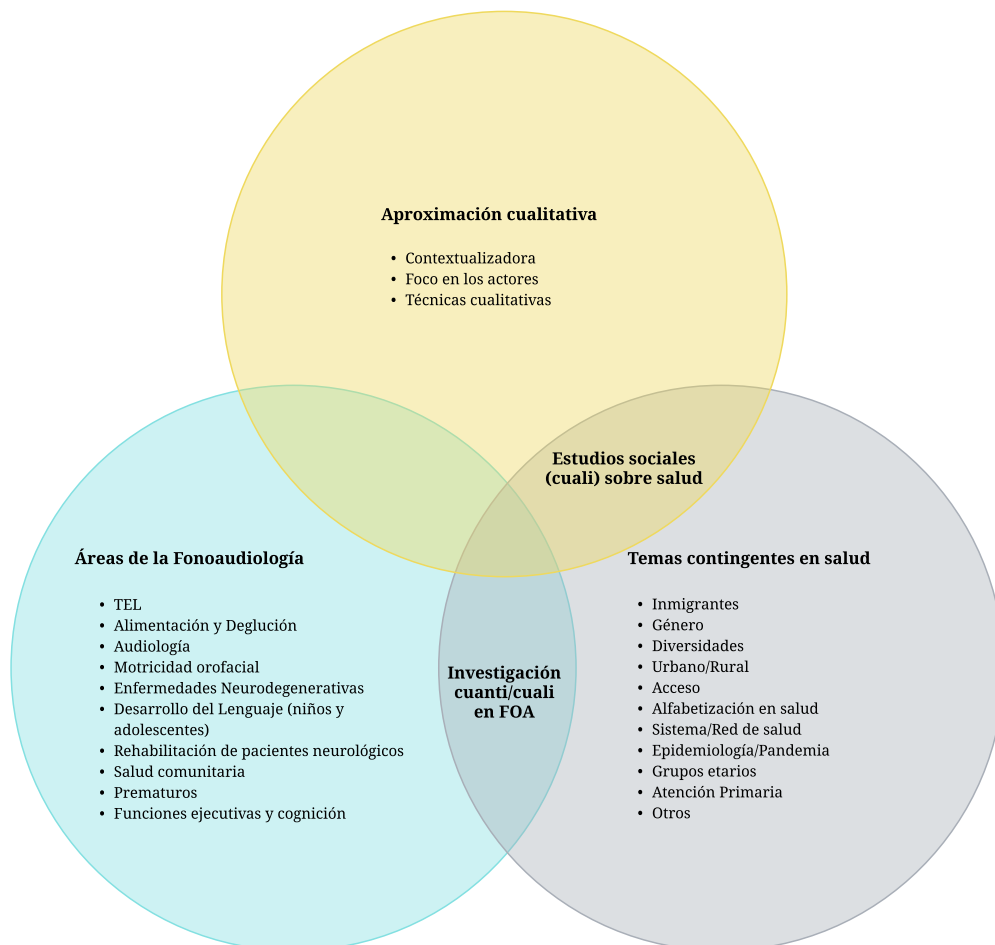 Aproximación cualitativa
• Contextualizadora
• Foco en los actores
• Técnicas cualitativas
Estudios sociales
(cuali) sobre salud
Áreas de la Fonoaudiología
• TEL
• Alimentación y Deglución
• Audiología
• Motricidad orofacial
• Enfermedades Neurodegenerativas
• Desarrollo del Lenguaje (niños y
adolescentes)
• Rehabilitación de pacientes neurológicos
• Salud comunitaria
• Prematuros
• Funciones ejecutivas y cognición
Investigación
cuanti/cuali
en FOA
Temas contingentes en salud
• Inmigrantes
• Género
• Diversidades
• Urbano/Rural
• Acceso
• Alfabetización en salud
• Sistema/Red de salud
• Epidemiología/Pandemia
• Grupos etarios
• Atención Primaria
• Otros